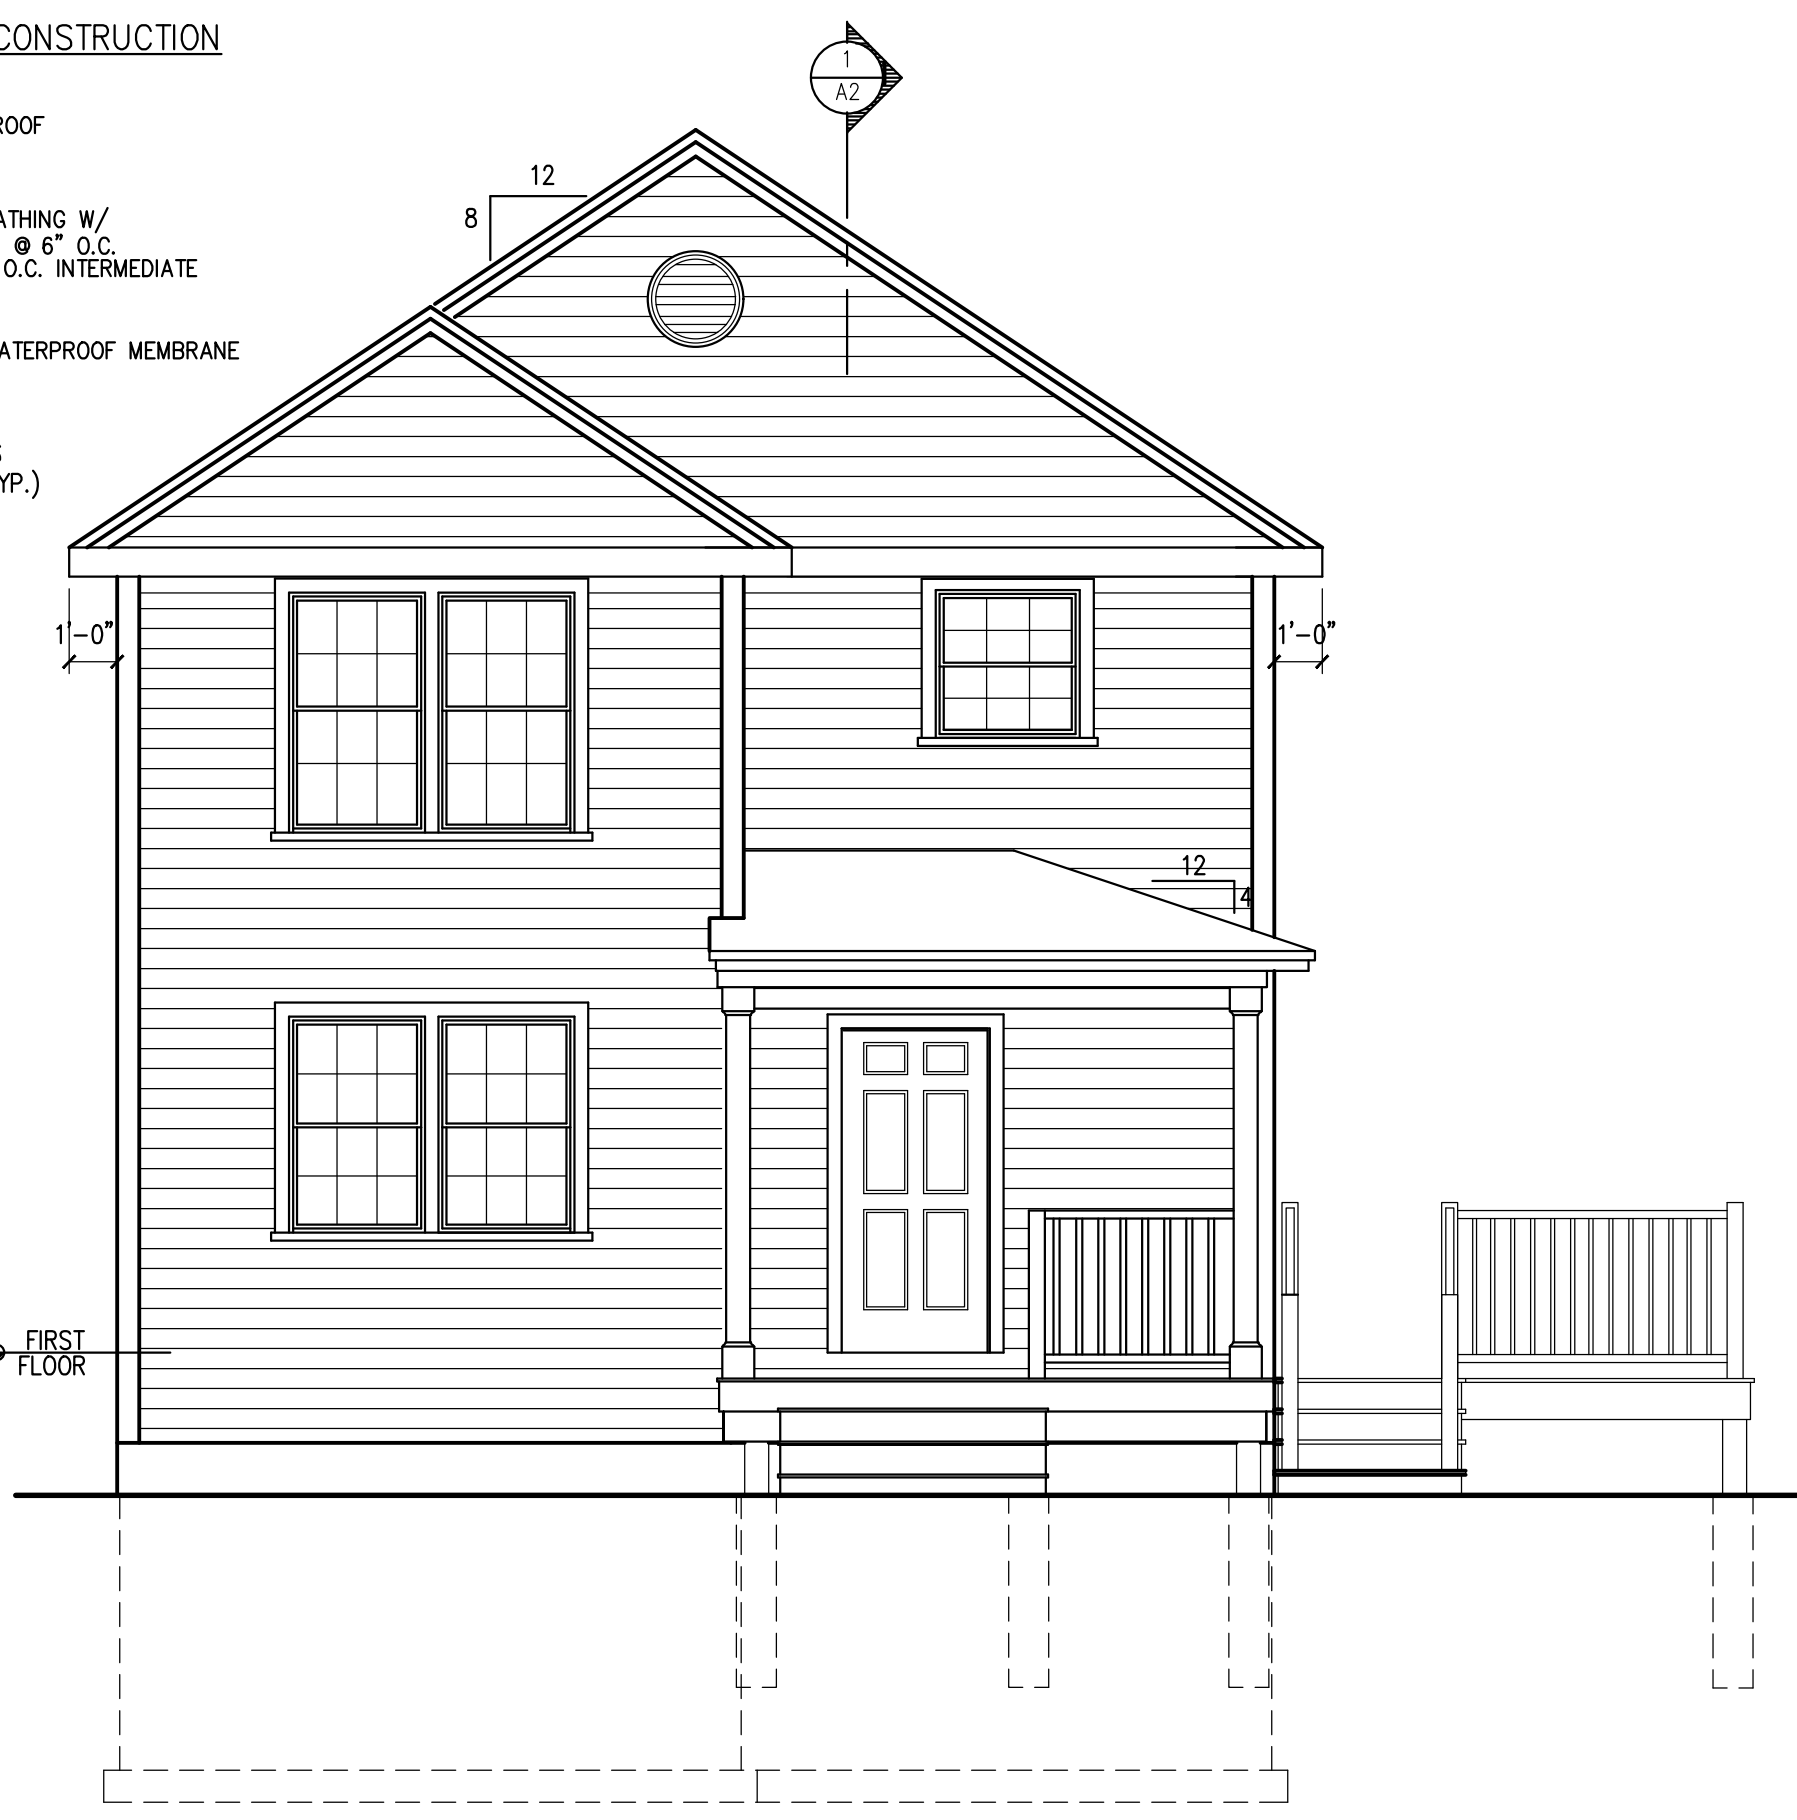 CONSTRUCTION
1
A2
ROOF
12
8
ATHING W/
@ 6" O.C.
O.C. INTERMEDIATE
ATERPROOF MEMBRANE
S
YP.)
1'-0"
1'-0"
12
4
FIRST
FLOOR